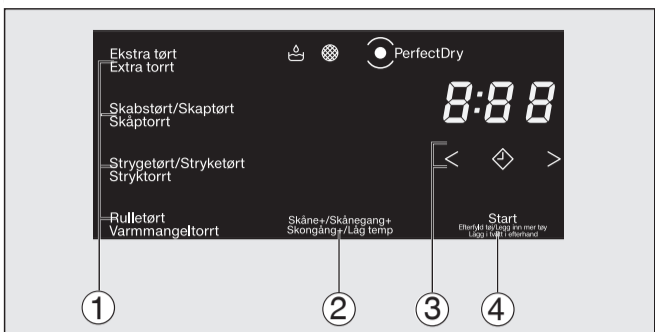 Ekstra tørt
Extra torrt
PerfectDry
Skabstørt/Skaptørt
Skåptorrt
8:88
Strygetørt/Stryketørt
Stryktorrt
< >
Rulletørt
Varmmangeltorrt
Skåne+/Skånegang+
Skongång+/Låg temp
Start
Efterfyld tøj/Legg inn mer tøy
Lägg i tvätt i efterhand
1 2 3 4